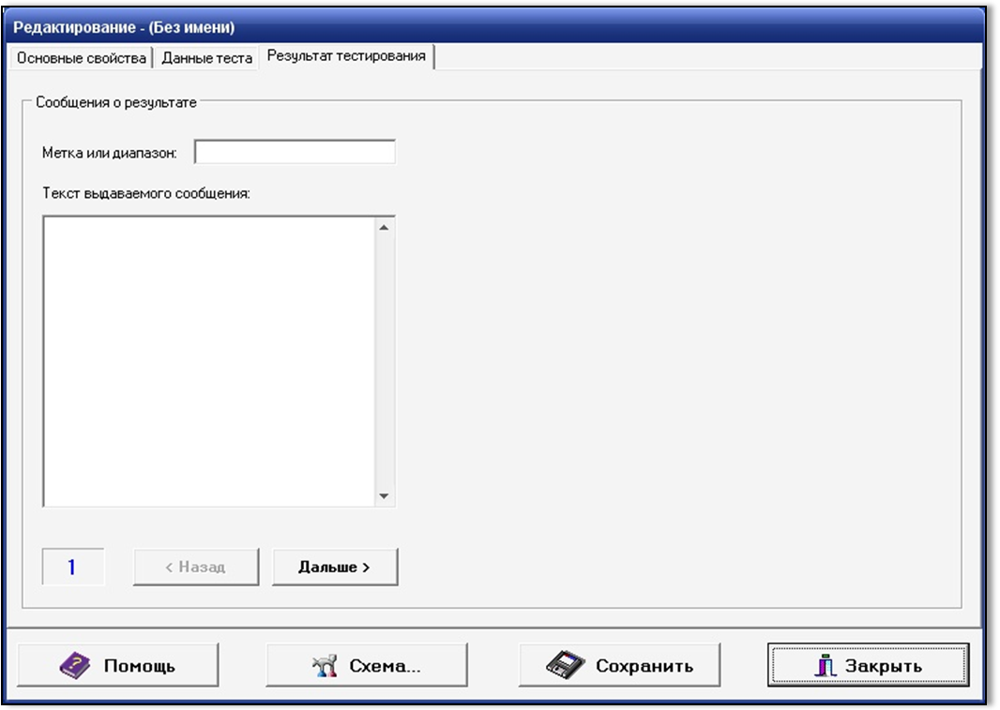 Редактирование - (Без имени)
Основные свойства Данные теста Результат тестирования
Сообщения о результате
Метка или диапазон:
Текст выдаваемого сообщения:
1 < Назад Дальше >
Помощь Схема... Сохранить Закрыть